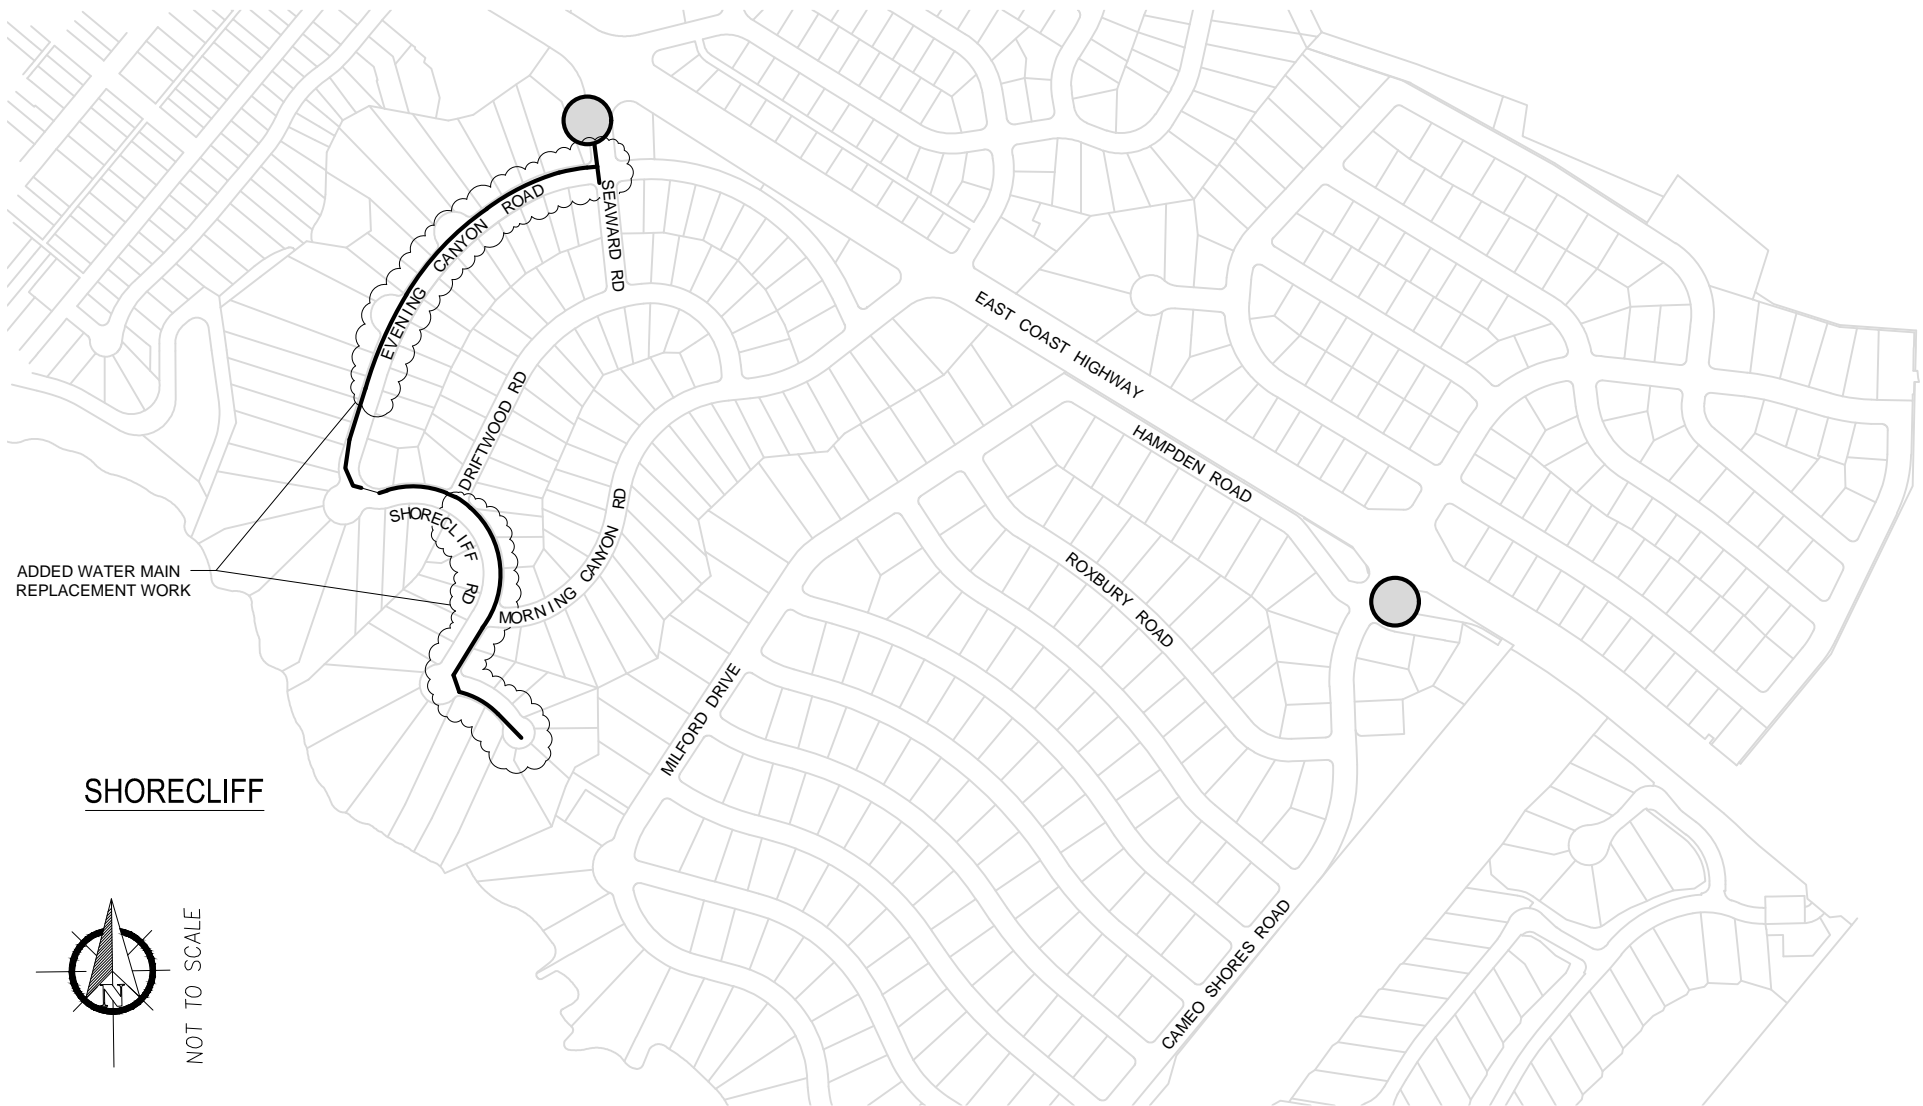 SEAWARD RD
EVENING CANYON ROAD
EAST COAST HIGHWAY
DRIFTWOOD RD
HAMPDEN ROAD
SHORECLIFF RD
MORNING CANYON RD
ROXBURY ROAD
ADDED WATER MAIN
REPLACEMENT WORK
MILFORD DRIVE
SHORECLIFF
CAMEO SHORES ROAD
N
NOT TO SCALE